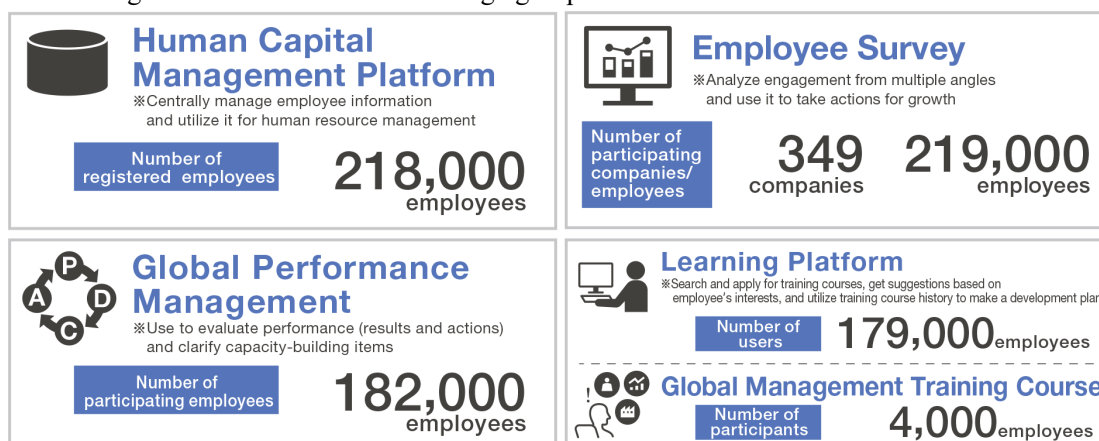 Human Capital
Management Platform
※Centrally manage employee information
and utilize it for human resource management
Number of
registered employees
218,000
employees
Employee Survey
※Analyze engagement from multiple angles
and use it to take actions for growth
Number of
participating
companies/
employees
349
companies
219,000
employees
P
A D
C
Global Performance
Management
※Use to evaluate performance (results and actions)
and clarify capacity-building items
Number of
participating employees
182,000
employees
Learning Platform
※Search and apply for training courses, get suggestions based on
employee's interests, and utilize training course history to make a development plan
Number of
users
179,000 employees
!
Global Management Training Course
Number of
participants
4,000 employees